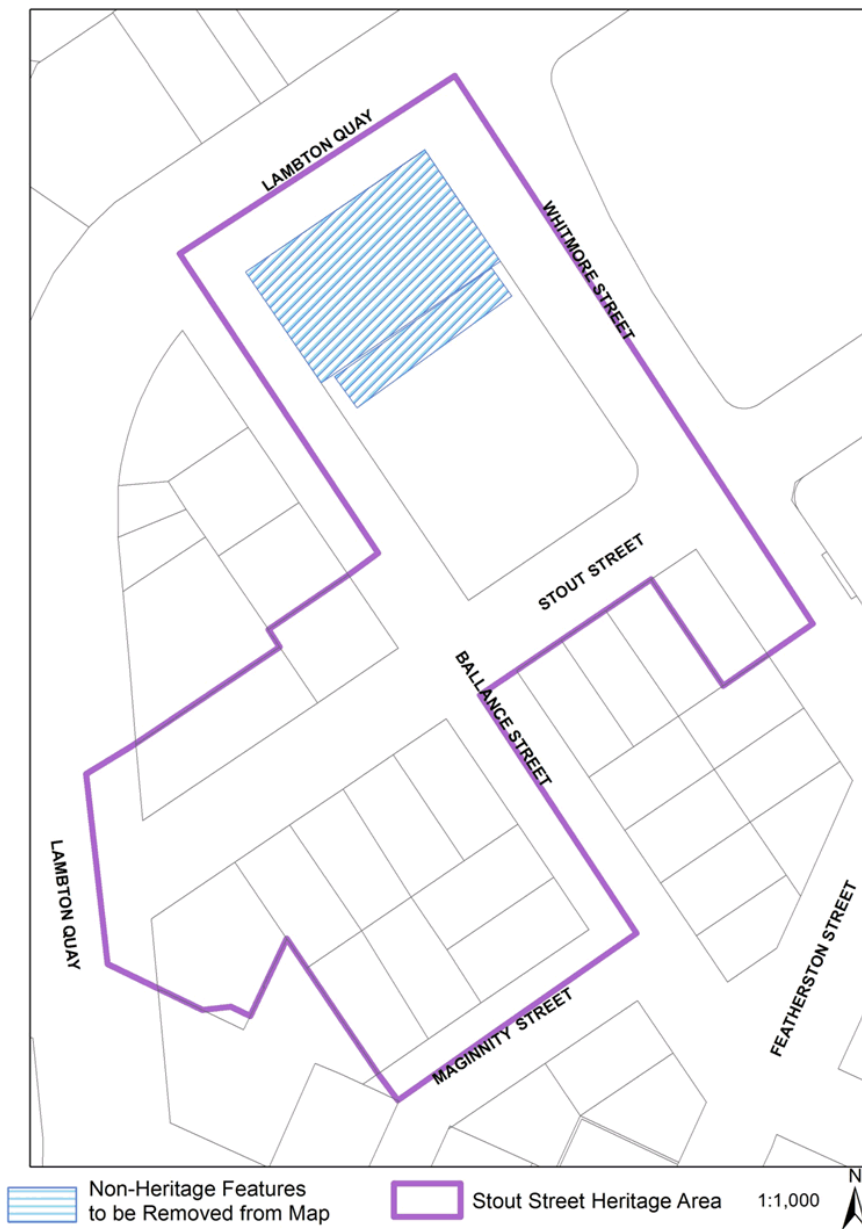 LAMBTON QUAY
WHITMORE STREET
STOUT STREET
BALLANCE STREET
LAMBTON QUAY
FEATHERSTON STREET
MAGINNITY STREET
Non-Heritage Features
to be Removed from Map
Stout Street Heritage Area
1:1,000
N